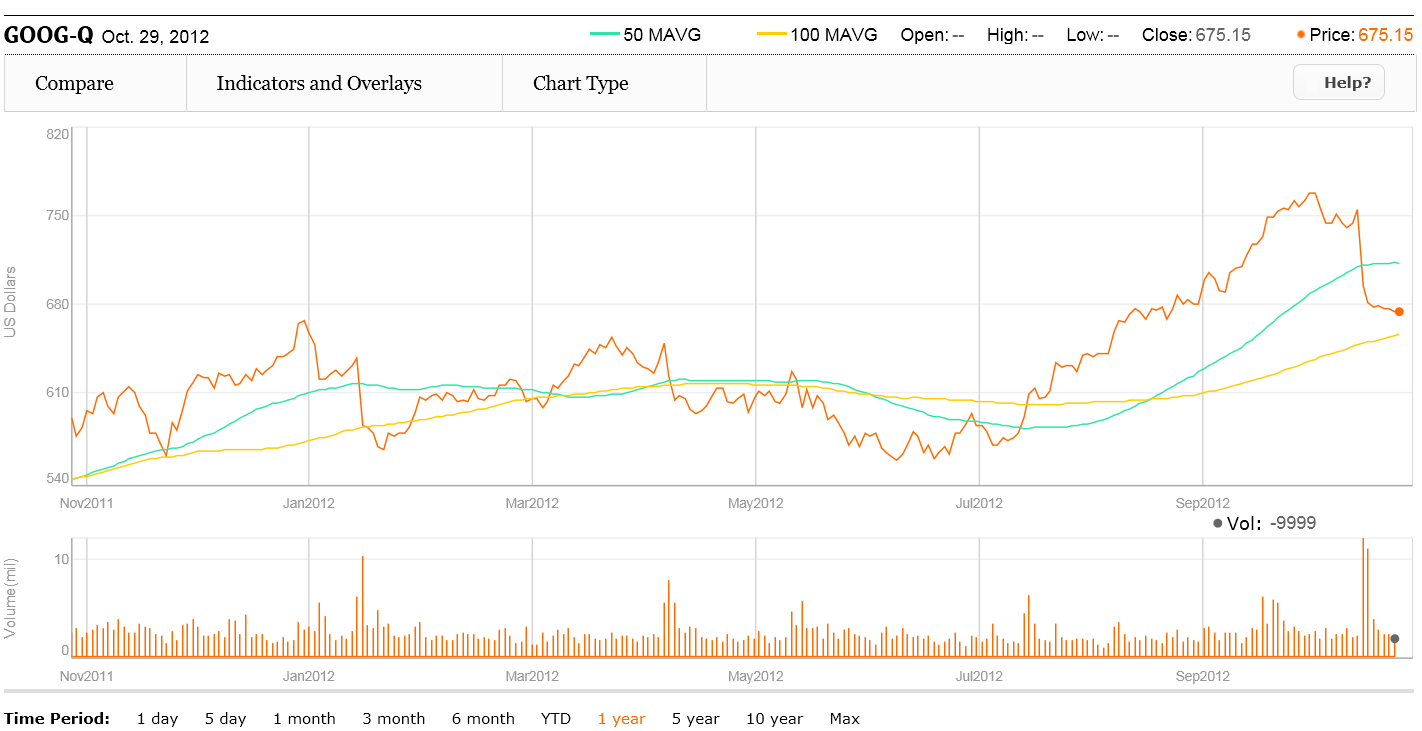 GOOG-Q Oct. 29, 2012 50 MAVG 100 MAVG Open: -- High: -- Low: -- Close: 675.15 Price: 675.15
Compare Indicators and Overlays Chart Type Help?
820
750
680
610
540
US Dollars
Nov2011 Jan2012 Mar2012 May2012 Jul2012 Sep2012
Vol: -9999
10
0
Volume(mil)
Nov2011 Jan2012 Mar2012 May2012 Jul2012 Sep2012
Time Period: 1 day 5 day 1 month 3 month 6 month YTD 1 year 5 year 10 year Max